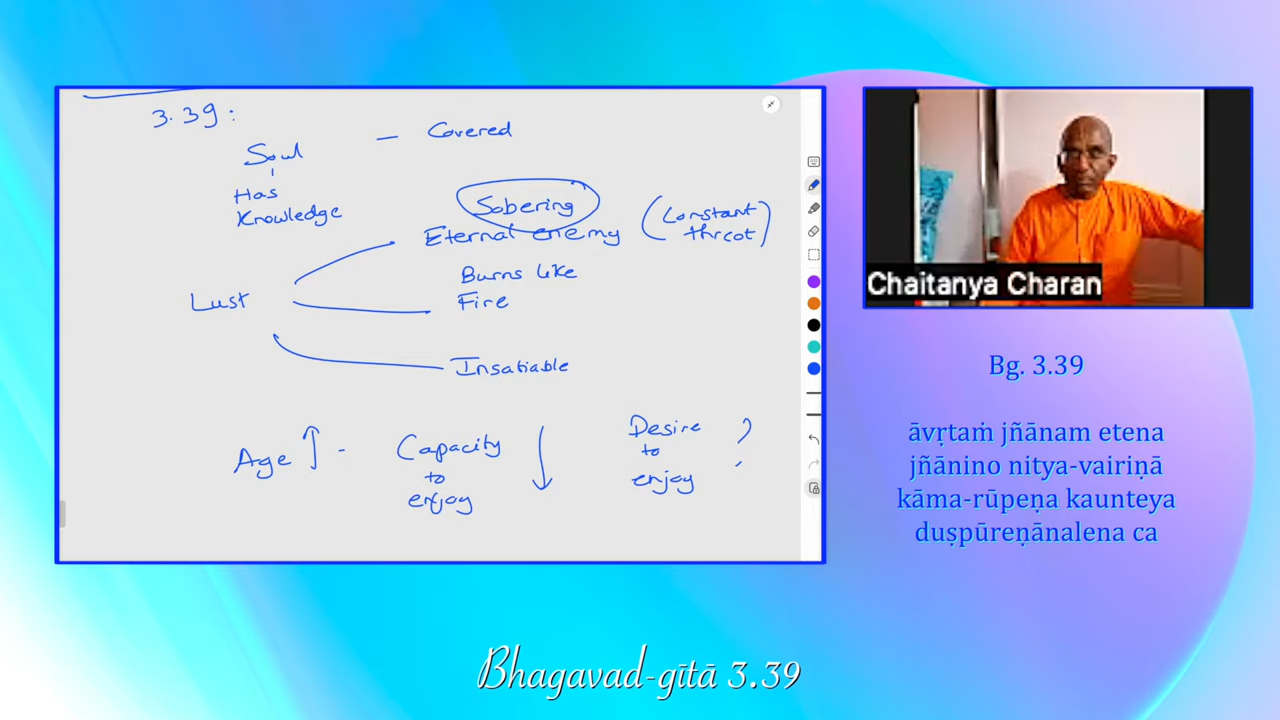 3.39:
Soul
— Covered
Has
Knowledge
Sobering
Eternal enemy
(Constant
threat)
Lust
Burns like
Fire
Insatiable
Age ↑ -
Capacity
to
enjoy
↓
Desire
to
enjoy
?
Chaitanya Charan
Bg. 3.39
āvṛtaṁ jñānam etena
jñānino nitya-vairiṇā
kāma-rūpeṇa kaunteya
duṣpūreṇānalena ca
Bhagavad-gītā 3.39